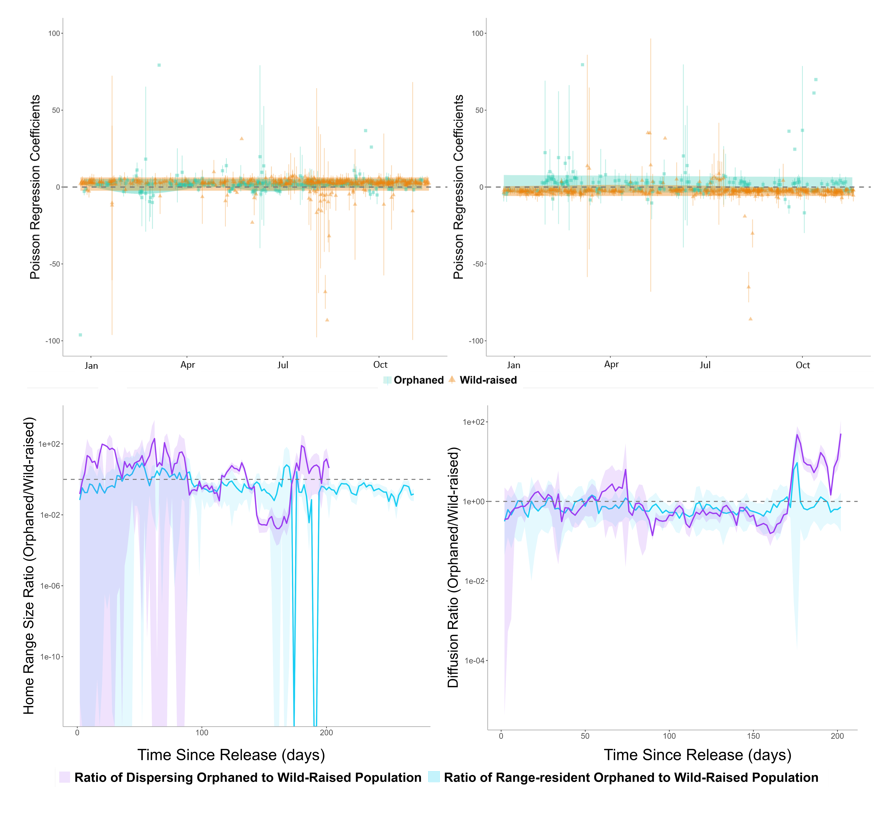 100
50
0
-50
-100
Poisson Regression Coefficients
Jan Apr Jul Oct
100
50
0
-50
-100
Poisson Regression Coefficients
Jan Apr Jul Oct
Orphaned Wild-raised
1e+02
1e-02
1e-06
1e-10
Home Range Size Ratio (Orphaned/Wild-raised)
0 100 200
Time Since Release (days)
1e+02
1e+00
1e-02
1e-04
Diffusion Ratio (Orphaned/Wild-raised)
0 50 100 150 200
Time Since Release (days)
Ratio of Dispersing Orphaned to Wild-Raised Population Ratio of Range-resident Orphaned to Wild-Raised Population